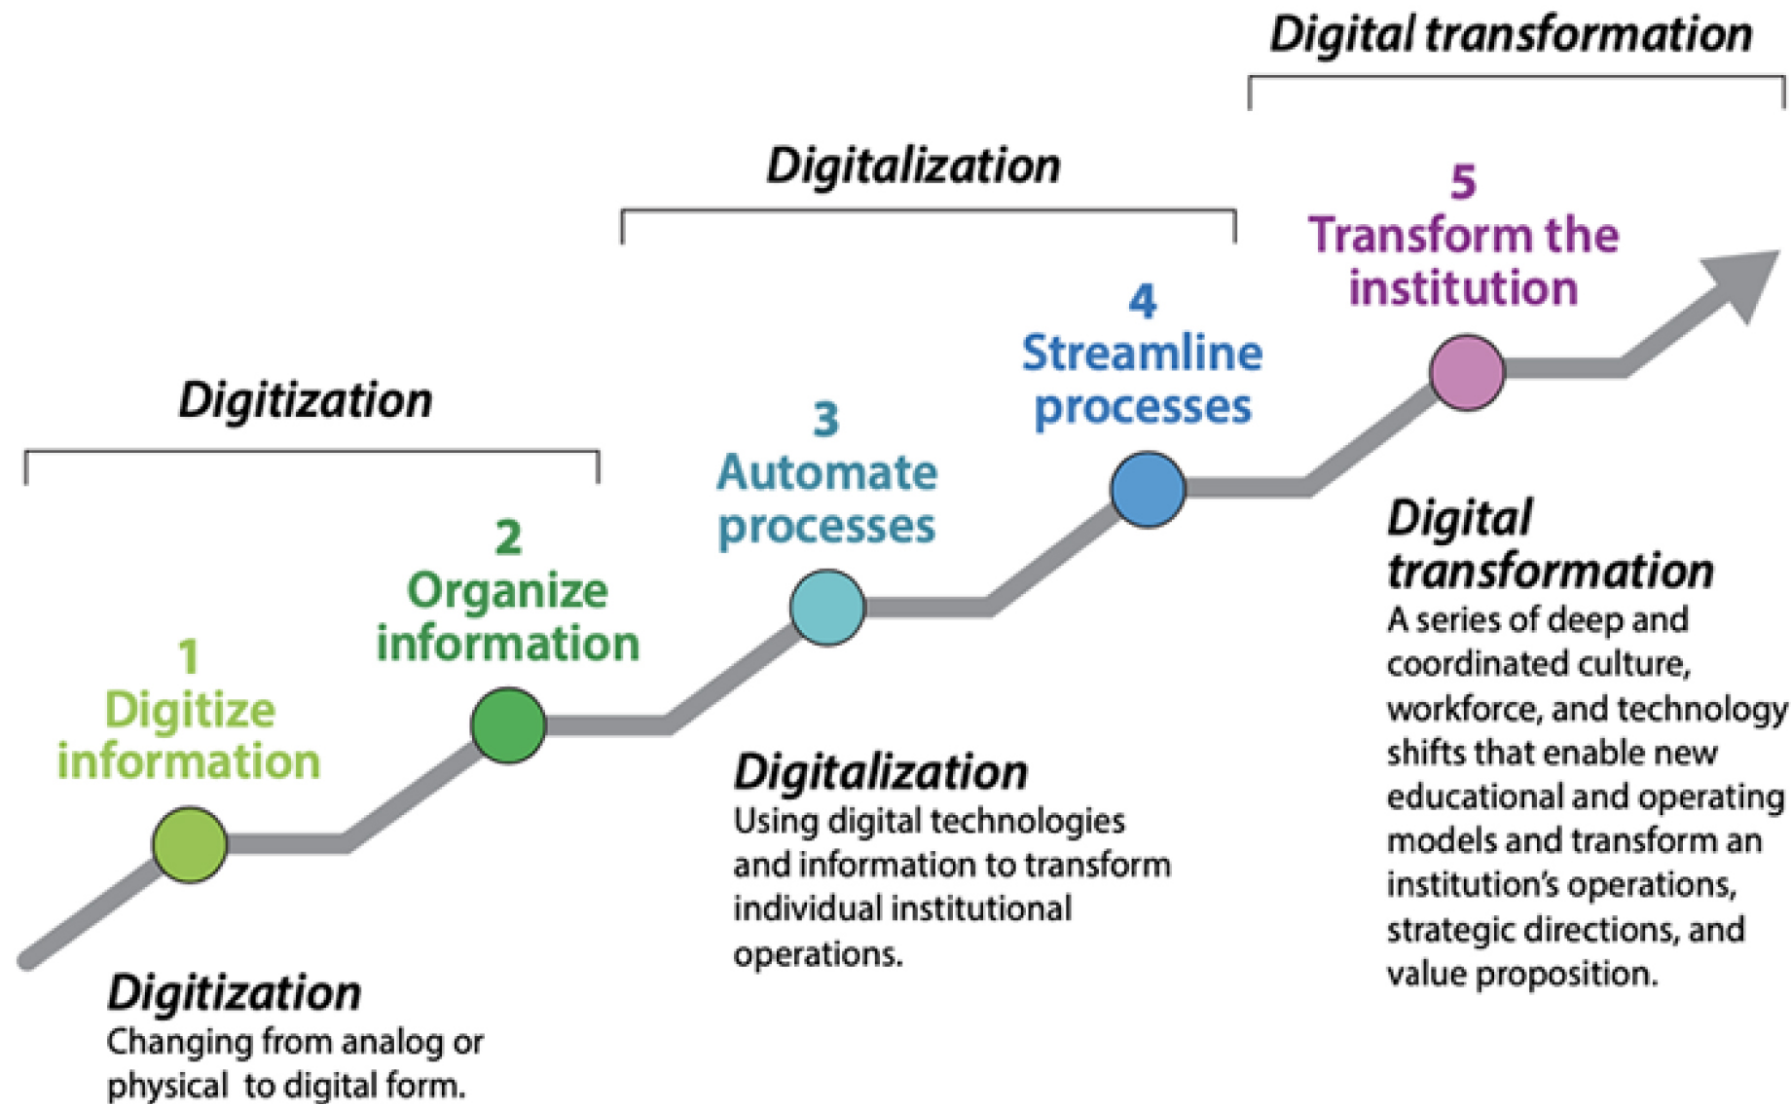 Digital transformation
Digitalization
Digitization
1
Digitize
information
2
Organize
information
3
Automate
processes
4
Streamline
processes
5
Transform the
institution
Digitization
Changing from analog or
physical to digital form.
Digitalization
Using digital technologies
and information to transform
individual institutional
operations.
Digital
transformation
A series of deep and
coordinated culture,
workforce, and technology
shifts that enable new
educational and operating
models and transform an
institution's operations,
strategic directions, and
value proposition.